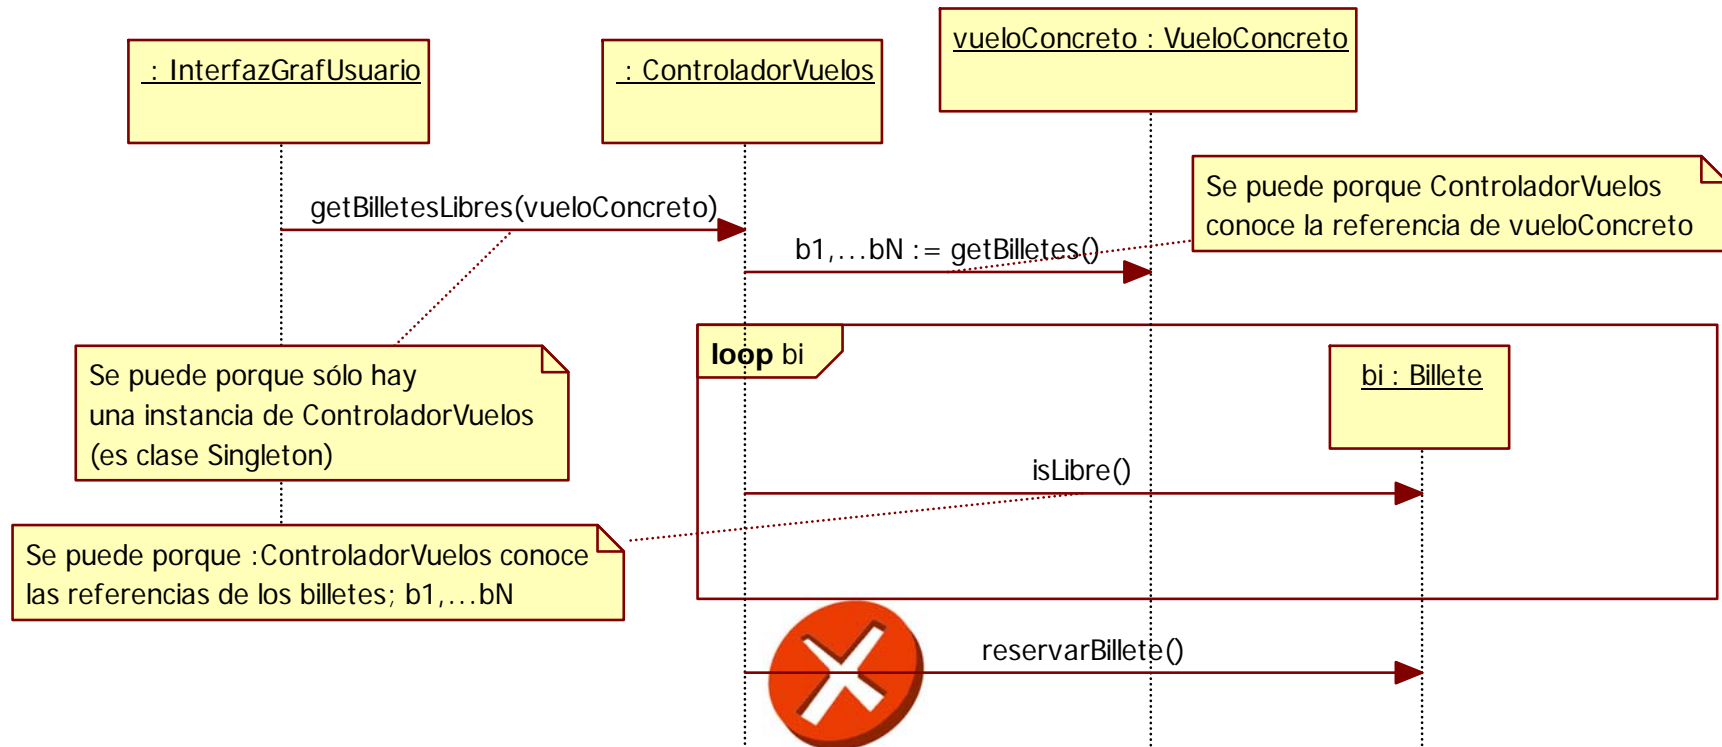 vueloConcreto : VueloConcreto
: InterfazGrafUsuario
: ControladorVuelos
Se puede porque ControladorVuelos
conoce la referencia de vueloConcreto
getBilletesLibres(vueloConcreto)
b1,...bN := getBilletes()
loop bi
Se puede porque sólo hay
una instancia de ControladorVuelos
(es clase Singleton)
bi : Billete
isLibre()
Se puede porque :ControladorVuelos conoce
las referencias de los billetes; b1,...bN
reservarBillete()